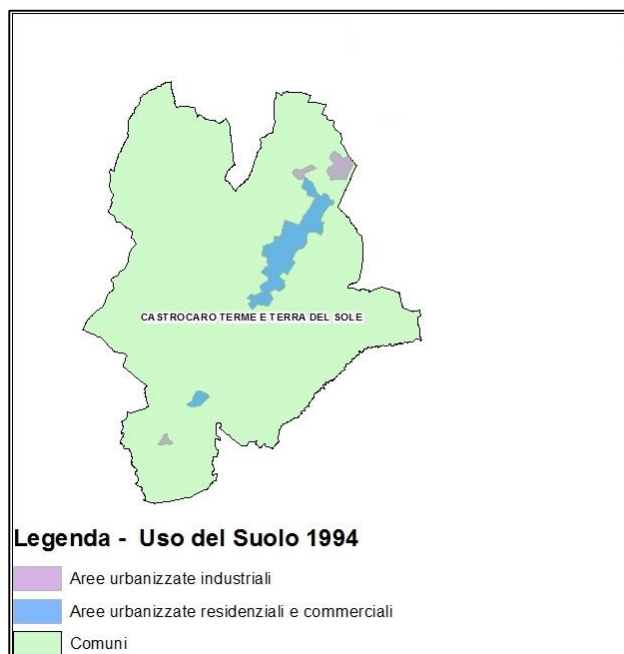 CASTROCARO TERME E TERRA DEL SOLE
Legenda - Uso del Suolo 1994
Aree urbanizzate industriali
Aree urbanizzate residenziali e commerciali
Comuni